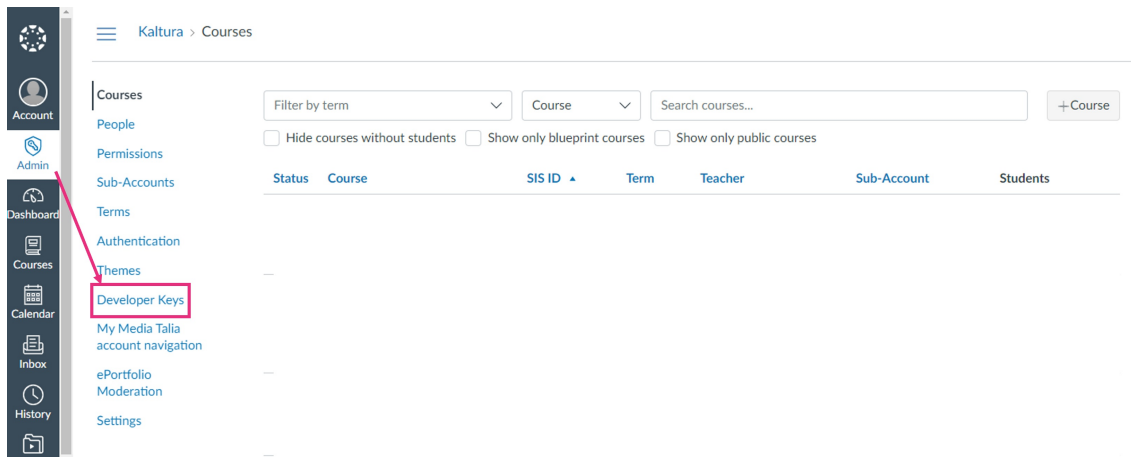 Kaltura > Courses
Account
Admin
Dashboard
Courses
Calendar
Inbox
History
Courses
People
Permissions
Sub-Accounts
Terms
Authentication
Themes
Developer Keys
My Media Talia
account navigation
ePortfolio
Moderation
Settings
Filter by term Course Search courses... +Course
Hide courses without students Show only blueprint courses Show only public courses
Status Course SIS ID ▲ Term Teacher Sub-Account Students